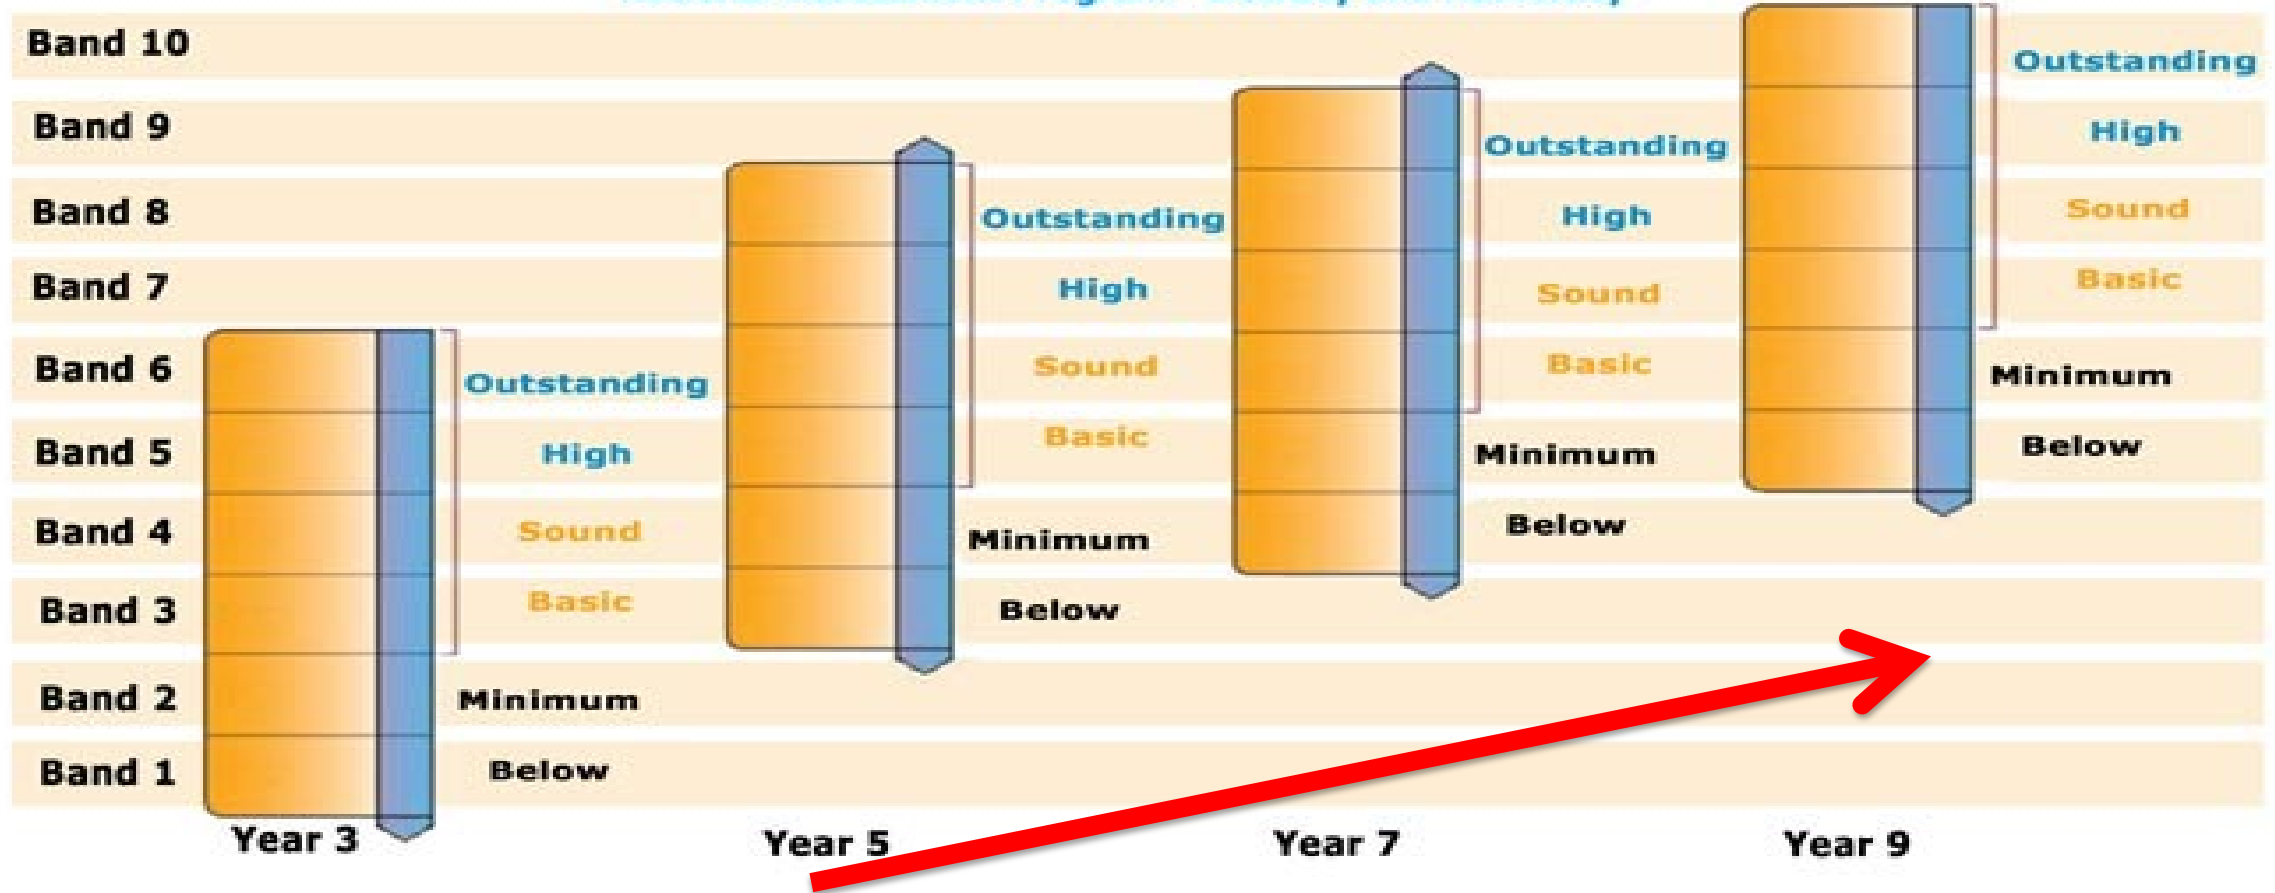 Band 10
Outstanding
Band 9
Outstanding
High
Band 8
Outstanding
High
Sound
Band 7
High
Sound
Basic
Band 6
Outstanding
Sound
Basic
Minimum
Band 5
High
Basic
Minimum
Below
Band 4
Sound
Minimum
Below
Band 3
Basic
Below
Band 2
Minimum
Band 1
Below
Year 3
Year 5
Year 7
Year 9